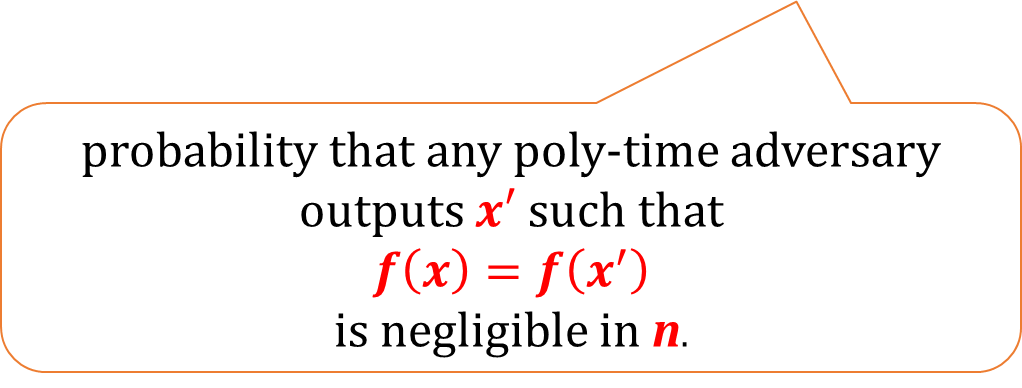 probability that any poly-time adversary
outputs x′ such that
f(x) = f(x′)
is negligible in n.